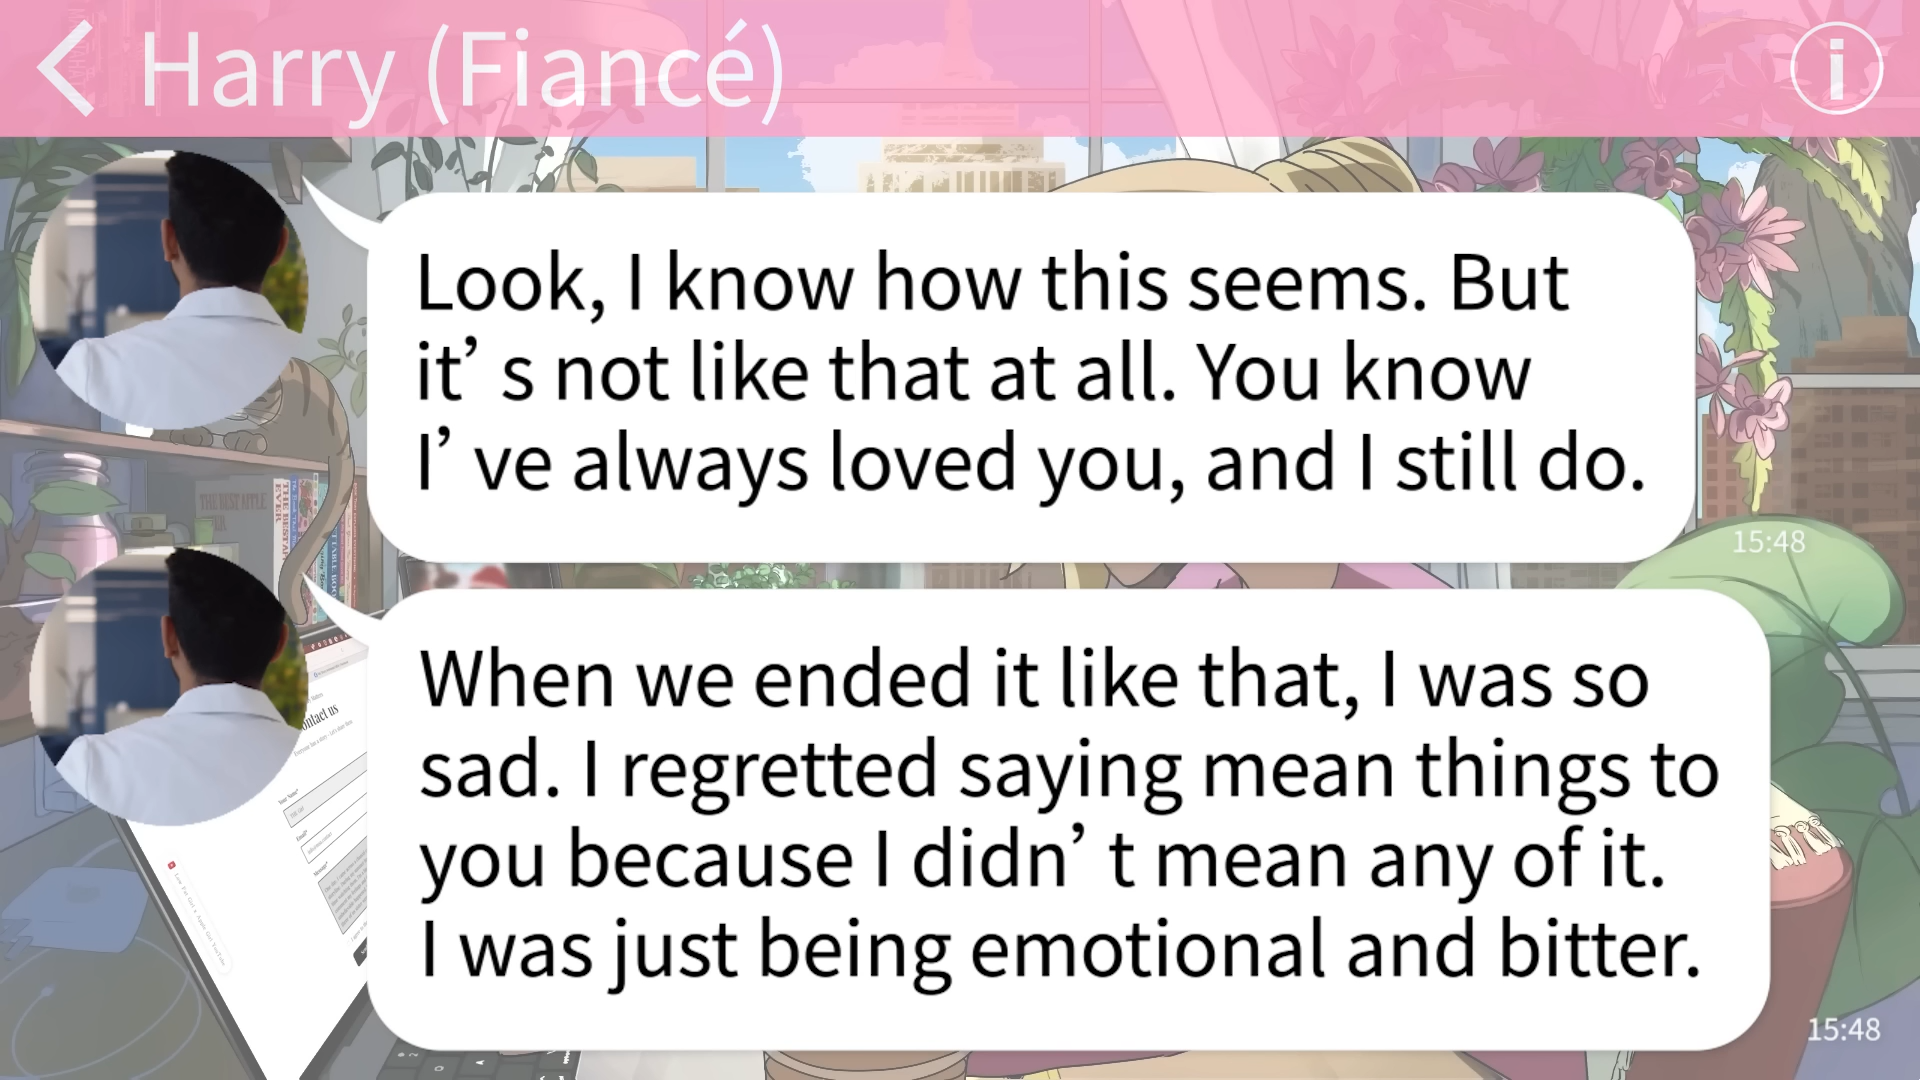 Harry (Fiancé)
Look, I know how this seems. But
it’ s not like that at all. You know
I’ ve always loved you, and I still do.
15:48
When we ended it like that, I was so
sad. I regretted saying mean things to
you because I didn’ t mean any of it.
I was just being emotional and bitter.
15:48